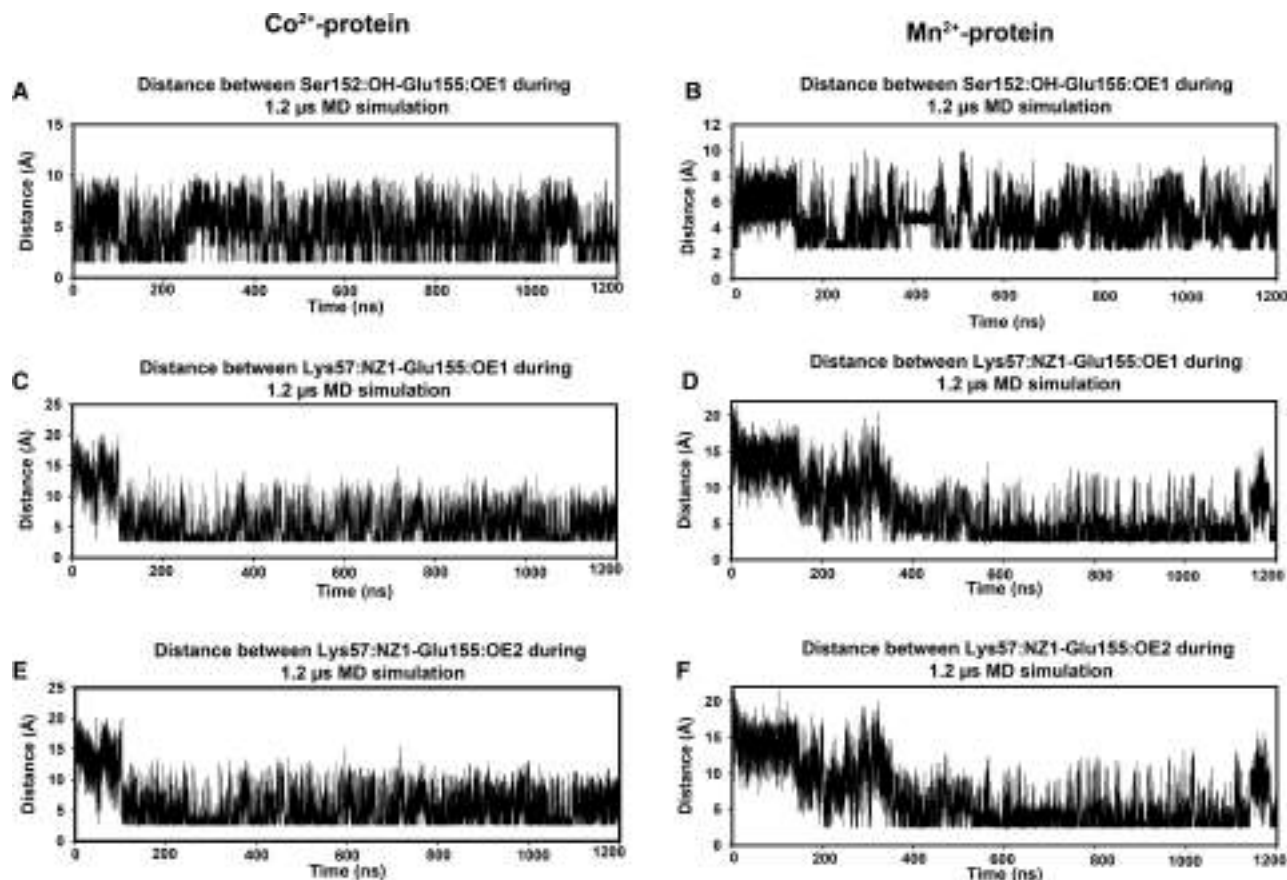 Co²⁺-protein
Mn²⁺-protein
A
Distance between Ser152:OH-Glu155:OE1 during
1.2 µs MD simulation
Distance (Å)
15
10
5
0
0 200 400 600 800 1000 1200
Time (ns)
B
Distance between Ser152:OH-Glu155:OE1 during
1.2 µs MD simulation
Distance (Å)
12
10
8
6
4
2
0
0 200 400 600 800 1000 1200
Time (ns)
C
Distance between Lys57:NZ1-Glu155:OE1 during
1.2 µs MD simulation
Distance (Å)
25
20
15
10
5
0
0 200 400 600 800 1000 1200
Time (ns)
D
Distance between Lys57:NZ1-Glu155:OE1 during
1.2 µs MD simulation
Distance (Å)
20
15
10
5
0
0 200 400 600 800 1000 1200
Time (ns)
E
Distance between Lys57:NZ1-Glu155:OE2 during
1.2 µs MD simulation
Distance (Å)
25
20
15
10
5
0
0 200 400 600 800 1000 1200
Time (ns)
F
Distance between Lys57:NZ1-Glu155:OE2 during
1.2 µs MD simulation
Distance (Å)
20
15
10
5
0
0 200 400 600 800 1000 1200
Time (ns)